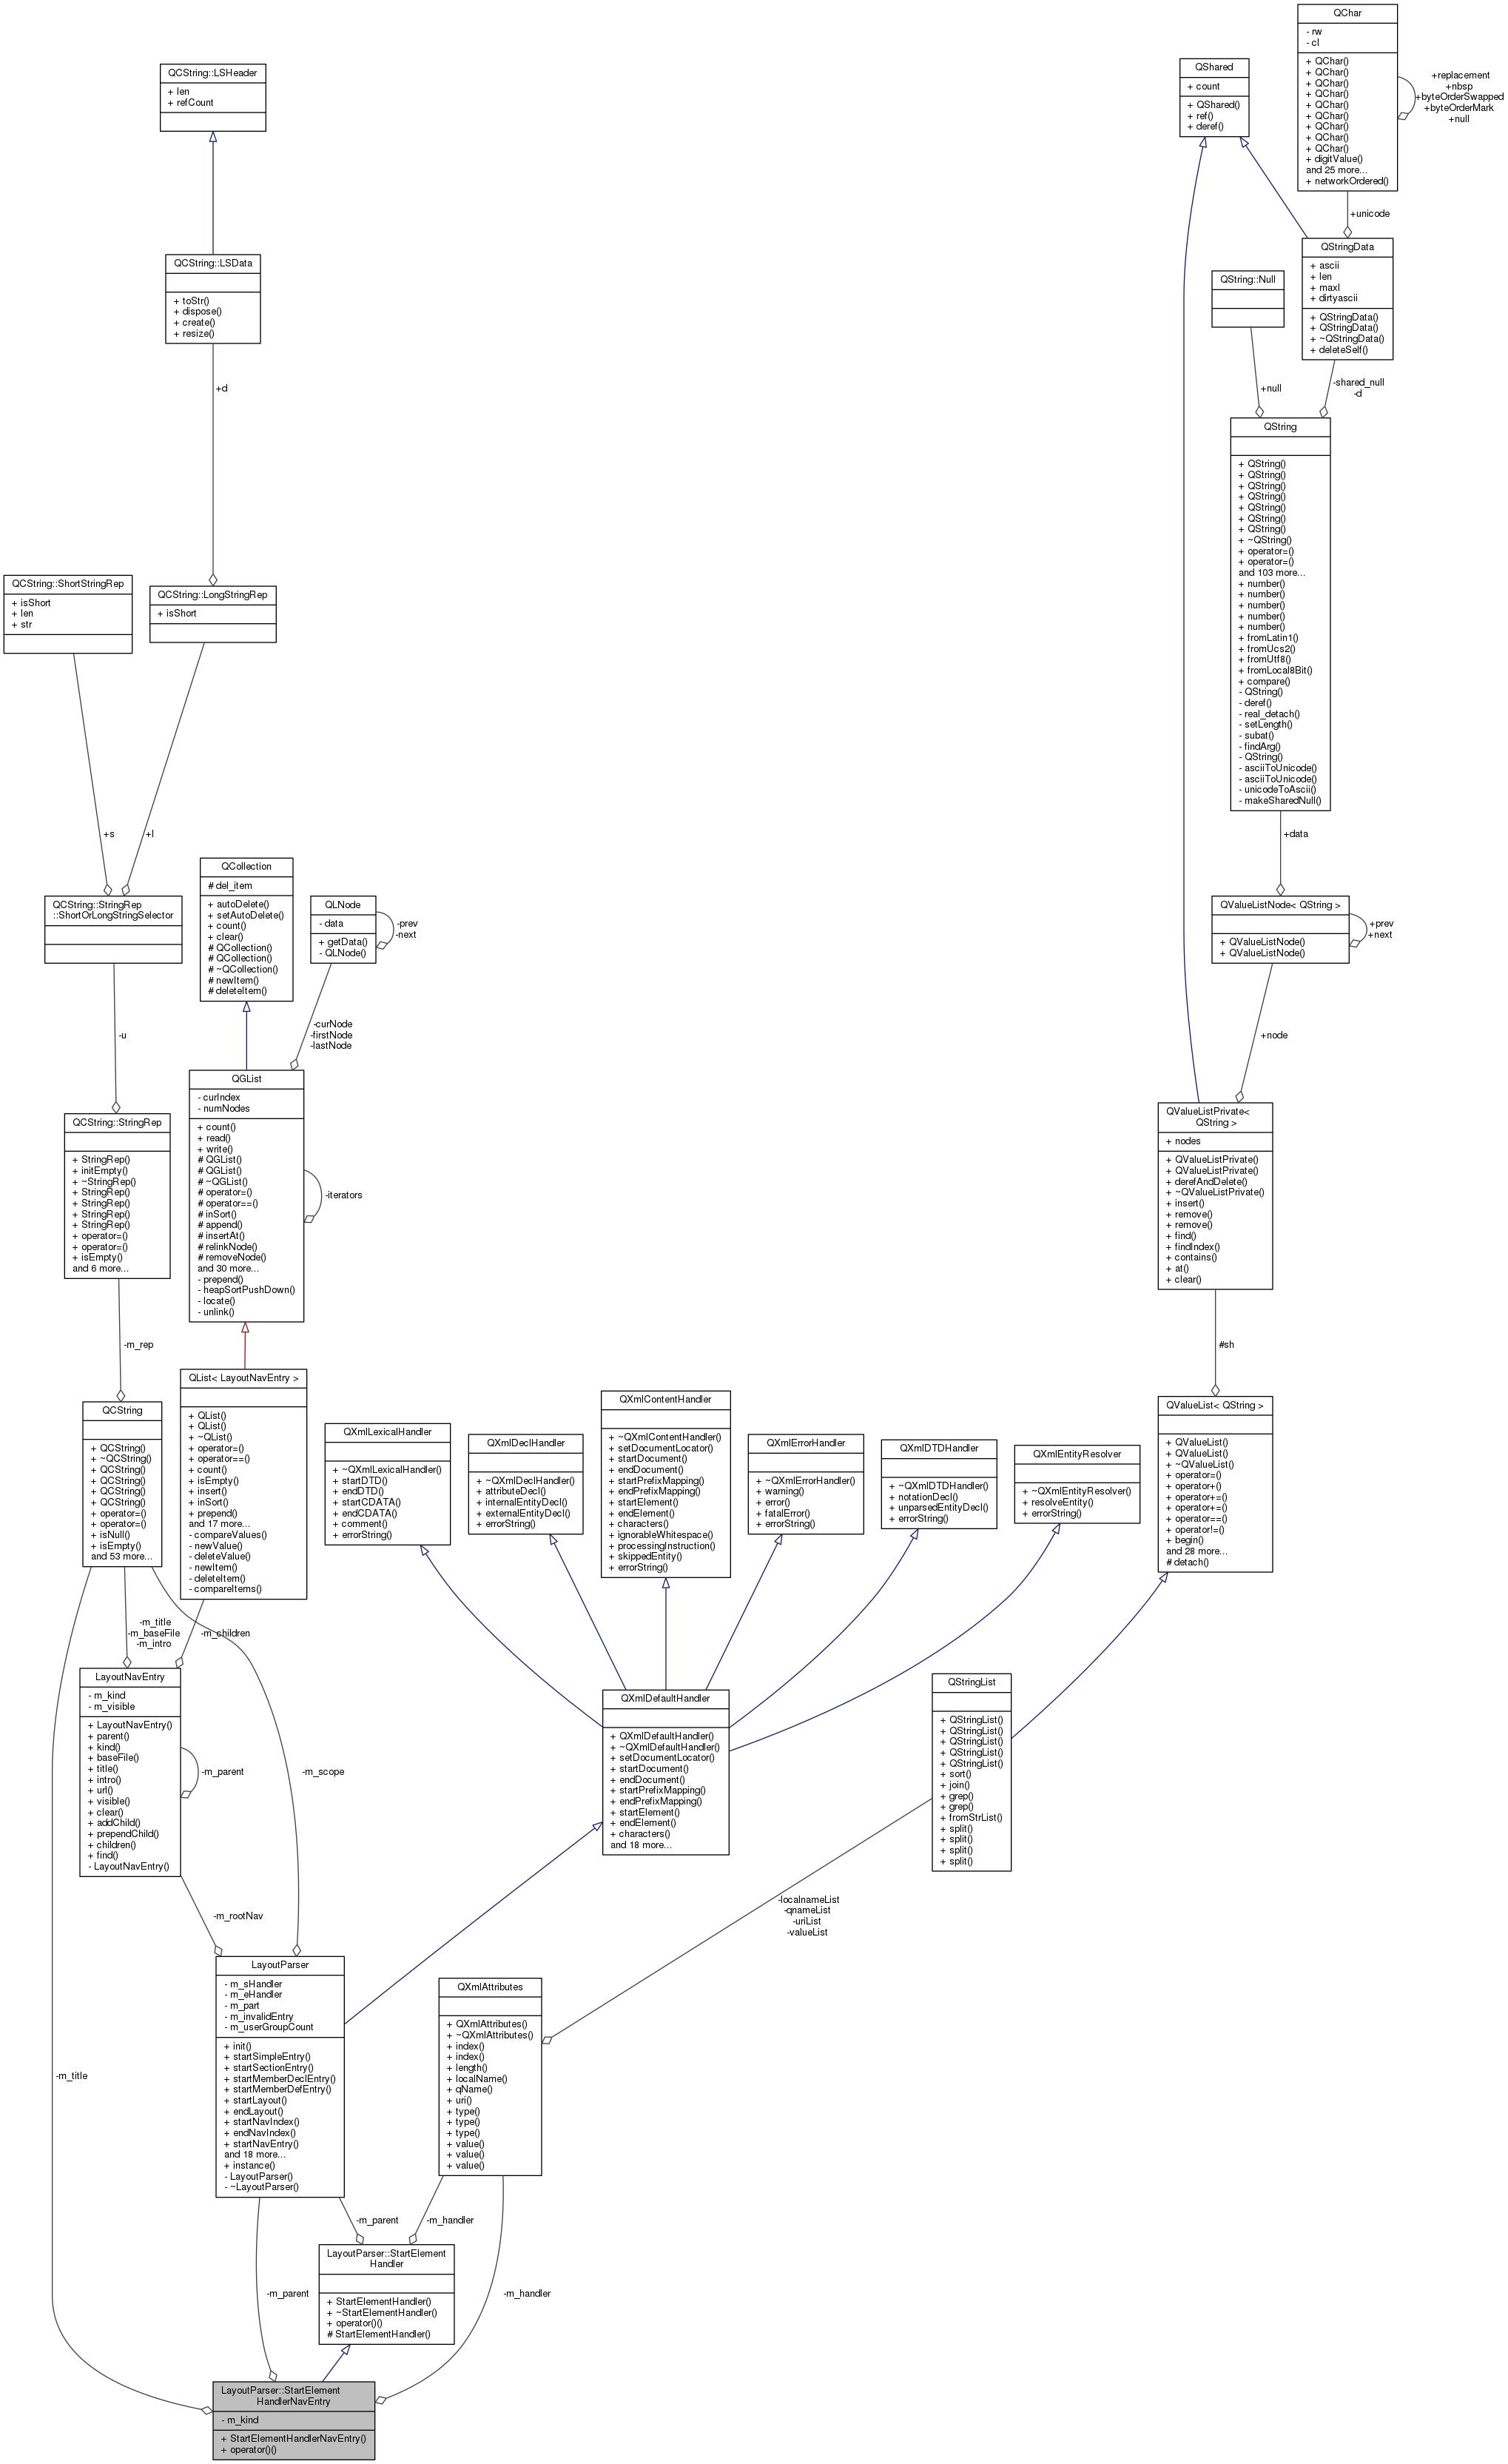 QChar
- rw
- cl
+ QChar()
+ QChar()
+ QChar()
+ QChar()
+ QChar()
+ QChar()
+ QChar()
+ QChar()
+ QChar()
+ digitValue()
and 25 more...
+ networkOrdered()
+replacement
+nbsp
+byteOrderSwapped
+byteOrderMark
+null
QCString::LSHeader
+ len
+ refCount
QShared
+ count
+ QShared()
+ ref()
+ deref()
+unicode
QCString::LSData
+ toStr()
+ dispose()
+ create()
+ resize()
QString::Null
QStringData
+ ascii
+ len
+ maxl
+ dirtyascii
+ QStringData()
+ QStringData()
+ ~QStringData()
+ deleteSelf()
+d
+null
-shared_null
-d
QString
+ QString()
+ QString()
+ QString()
+ QString()
+ QString()
+ QString()
+ QString()
+ ~QString()
+ operator=()
+ operator=()
and 103 more...
+ number()
+ number()
+ number()
+ number()
+ number()
+ fromLatin1()
+ fromUcs2()
+ fromUtf8()
+ fromLocal8Bit()
+ compare()
- QString()
- deref()
- real_detach()
- setLength()
- subat()
- findArg()
- QString()
- asciiToUnicode()
- asciiToUnicode()
- unicodeToAscii()
- makeSharedNull()
QCString::ShortStringRep
+ isShort
+ len
+ str
QCString::LongStringRep
+ isShort
+s
+l
+data
QCString::StringRep
::ShortOrLongStringSelector
QCollection
# del_item
+ autoDelete()
+ setAutoDelete()
+ count()
+ clear()
# QCollection()
# QCollection()
# ~QCollection()
# newItem()
# deleteItem()
QLNode
- data
+ getData()
- QLNode()
-prev
-next
QValueListNode< QString >
+ QValueListNode()
+ QValueListNode()
+prev
+next
-u
-curNode
-firstNode
-lastNode
+node
QCString::StringRep
+ StringRep()
+ initEmpty()
+ ~StringRep()
+ StringRep()
+ StringRep()
+ StringRep()
+ StringRep()
+ operator=()
+ operator=()
+ isEmpty()
and 6 more...
QGList
- curIndex
- numNodes
+ count()
+ read()
+ write()
# QGList()
# QGList()
# ~QGList()
# operator=()
# operator==()
# inSort()
# append()
# insertAt()
# relinkNode()
# removeNode()
and 30 more...
- prepend()
- heapSortPushDown()
- locate()
- unlink()
-iterators
QValueListPrivate<
QString >
+ nodes
+ QValueListPrivate()
+ QValueListPrivate()
+ derefAndDelete()
+ ~QValueListPrivate()
+ insert()
+ remove()
+ remove()
+ find()
+ findIndex()
+ contains()
+ at()
+ clear()
-m_rep
#sh
QCString
+ QCString()
+ ~QCString()
+ QCString()
+ QCString()
+ QCString()
+ QCString()
+ operator=()
+ operator=()
+ isNull()
+ isEmpty()
and 53 more...
QList< LayoutNavEntry >
+ QList()
+ QList()
+ ~QList()
+ operator=()
+ operator==()
+ count()
+ isEmpty()
+ insert()
+ inSort()
+ prepend()
and 17 more...
- compareValues()
- newValue()
- deleteValue()
- newItem()
- deleteItem()
- compareItems()
QXmlLexicalHandler
+ ~QXmlLexicalHandler()
+ startDTD()
+ endDTD()
+ startCDATA()
+ endCDATA()
+ comment()
+ errorString()
QXmlDeclHandler
+ ~QXmlDeclHandler()
+ attributeDecl()
+ internalEntityDecl()
+ externalEntityDecl()
+ errorString()
QXmlContentHandler
+ ~QXmlContentHandler()
+ setDocumentLocator()
+ startDocument()
+ endDocument()
+ startPrefixMapping()
+ endPrefixMapping()
+ startElement()
+ endElement()
+ characters()
+ ignorableWhitespace()
+ processingInstruction()
+ skippedEntity()
+ errorString()
QXmlErrorHandler
+ ~QXmlErrorHandler()
+ warning()
+ error()
+ fatalError()
+ errorString()
QXmlDTDHandler
+ ~QXmlDTDHandler()
+ notationDecl()
+ unparsedEntityDecl()
+ errorString()
QXmlEntityResolver
+ ~QXmlEntityResolver()
+ resolveEntity()
+ errorString()
QValueList< QString >
+ QValueList()
+ QValueList()
+ ~QValueList()
+ operator=()
+ operator+()
+ operator+=()
+ operator+=()
+ operator==()
+ operator!=()
+ begin()
and 28 more...
# detach()
-m_title
-m_baseFile
-m_intro
-m_children
LayoutNavEntry
- m_kind
- m_visible
+ LayoutNavEntry()
+ parent()
+ kind()
+ baseFile()
+ title()
+ intro()
+ url()
+ visible()
+ clear()
+ addChild()
+ prependChild()
+ children()
+ find()
- LayoutNavEntry()
-m_parent
-m_scope
QXmlDefaultHandler
+ QXmlDefaultHandler()
+ ~QXmlDefaultHandler()
+ setDocumentLocator()
+ startDocument()
+ endDocument()
+ startPrefixMapping()
+ endPrefixMapping()
+ startElement()
+ endElement()
+ characters()
and 18 more...
QStringList
+ QStringList()
+ QStringList()
+ QStringList()
+ QStringList()
+ QStringList()
+ sort()
+ join()
+ grep()
+ grep()
+ fromStrList()
+ split()
+ split()
+ split()
+ split()
-m_rootNav
-localnameList
-qnameList
-uriList
-valueList
LayoutParser
- m_sHandler
- m_eHandler
- m_part
- m_invalidEntry
- m_userGroupCount
+ init()
+ startSimpleEntry()
+ startSectionEntry()
+ startMemberDeclEntry()
+ startMemberDefEntry()
+ startLayout()
+ endLayout()
+ startNavIndex()
+ endNavIndex()
+ startNavEntry()
and 18 more...
+ instance()
- LayoutParser()
- ~LayoutParser()
QXmlAttributes
+ QXmlAttributes()
+ ~QXmlAttributes()
+ index()
+ index()
+ length()
+ localName()
+ qName()
+ uri()
+ type()
+ type()
+ type()
+ value()
+ value()
+ value()
-m_title
-m_parent
-m_handler
LayoutParser::StartElement
Handler
+ StartElementHandler()
+ ~StartElementHandler()
+ operator()()
# StartElementHandler()
-m_parent
-m_handler
LayoutParser::StartElement
HandlerNavEntry
- m_kind
+ StartElementHandlerNavEntry()
+ operator()()